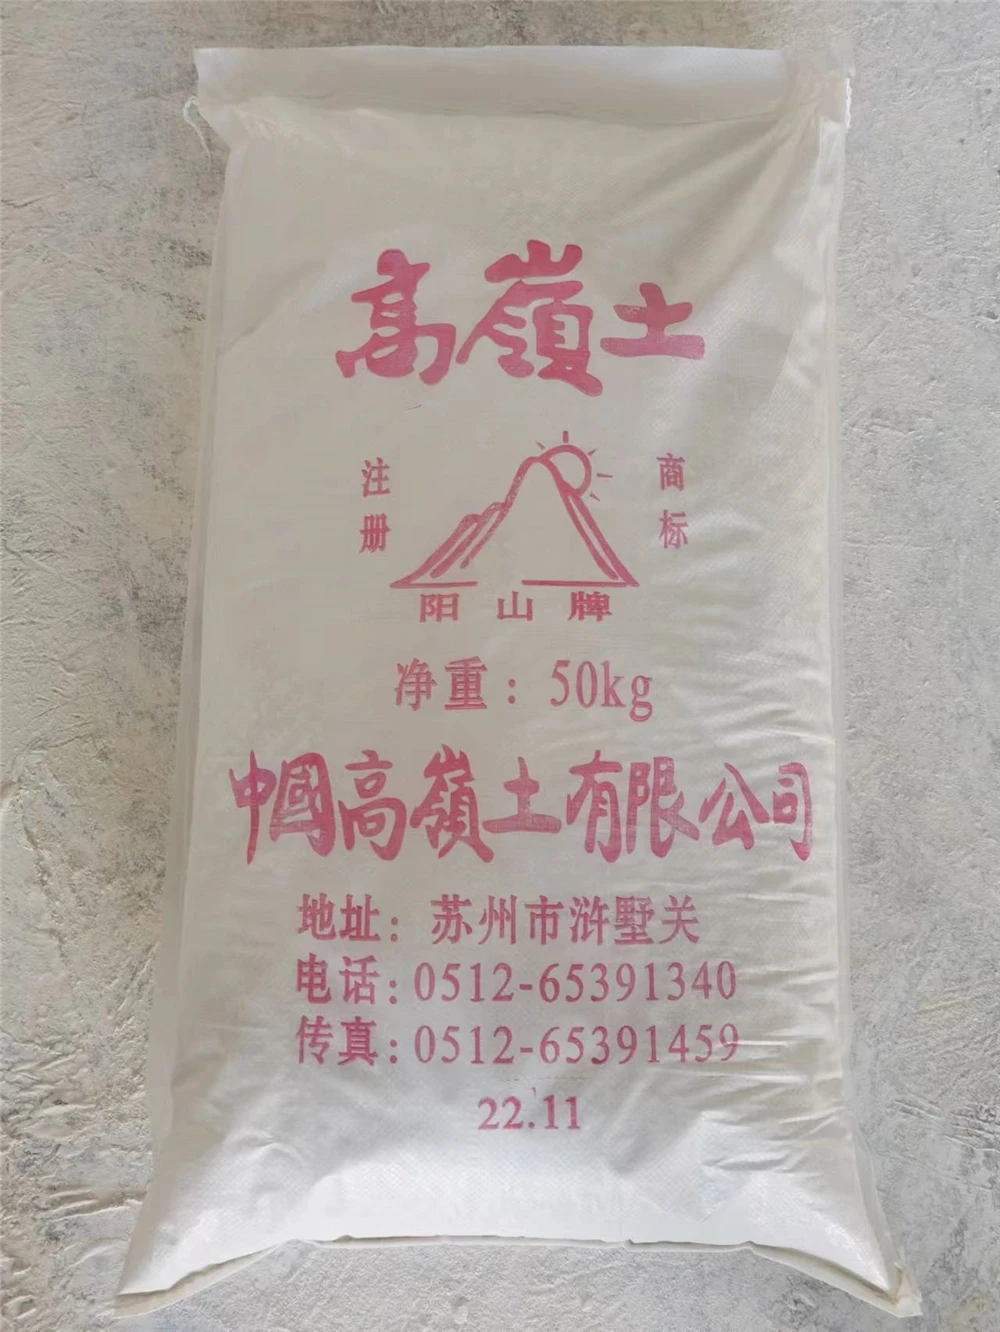 高嶺土
注册 商标
阳山牌
净重：50kg
中國高嶺土有限公司
地址：苏州市浒墅关
电话：0512-65391340
传真：0512-65391459
22.11